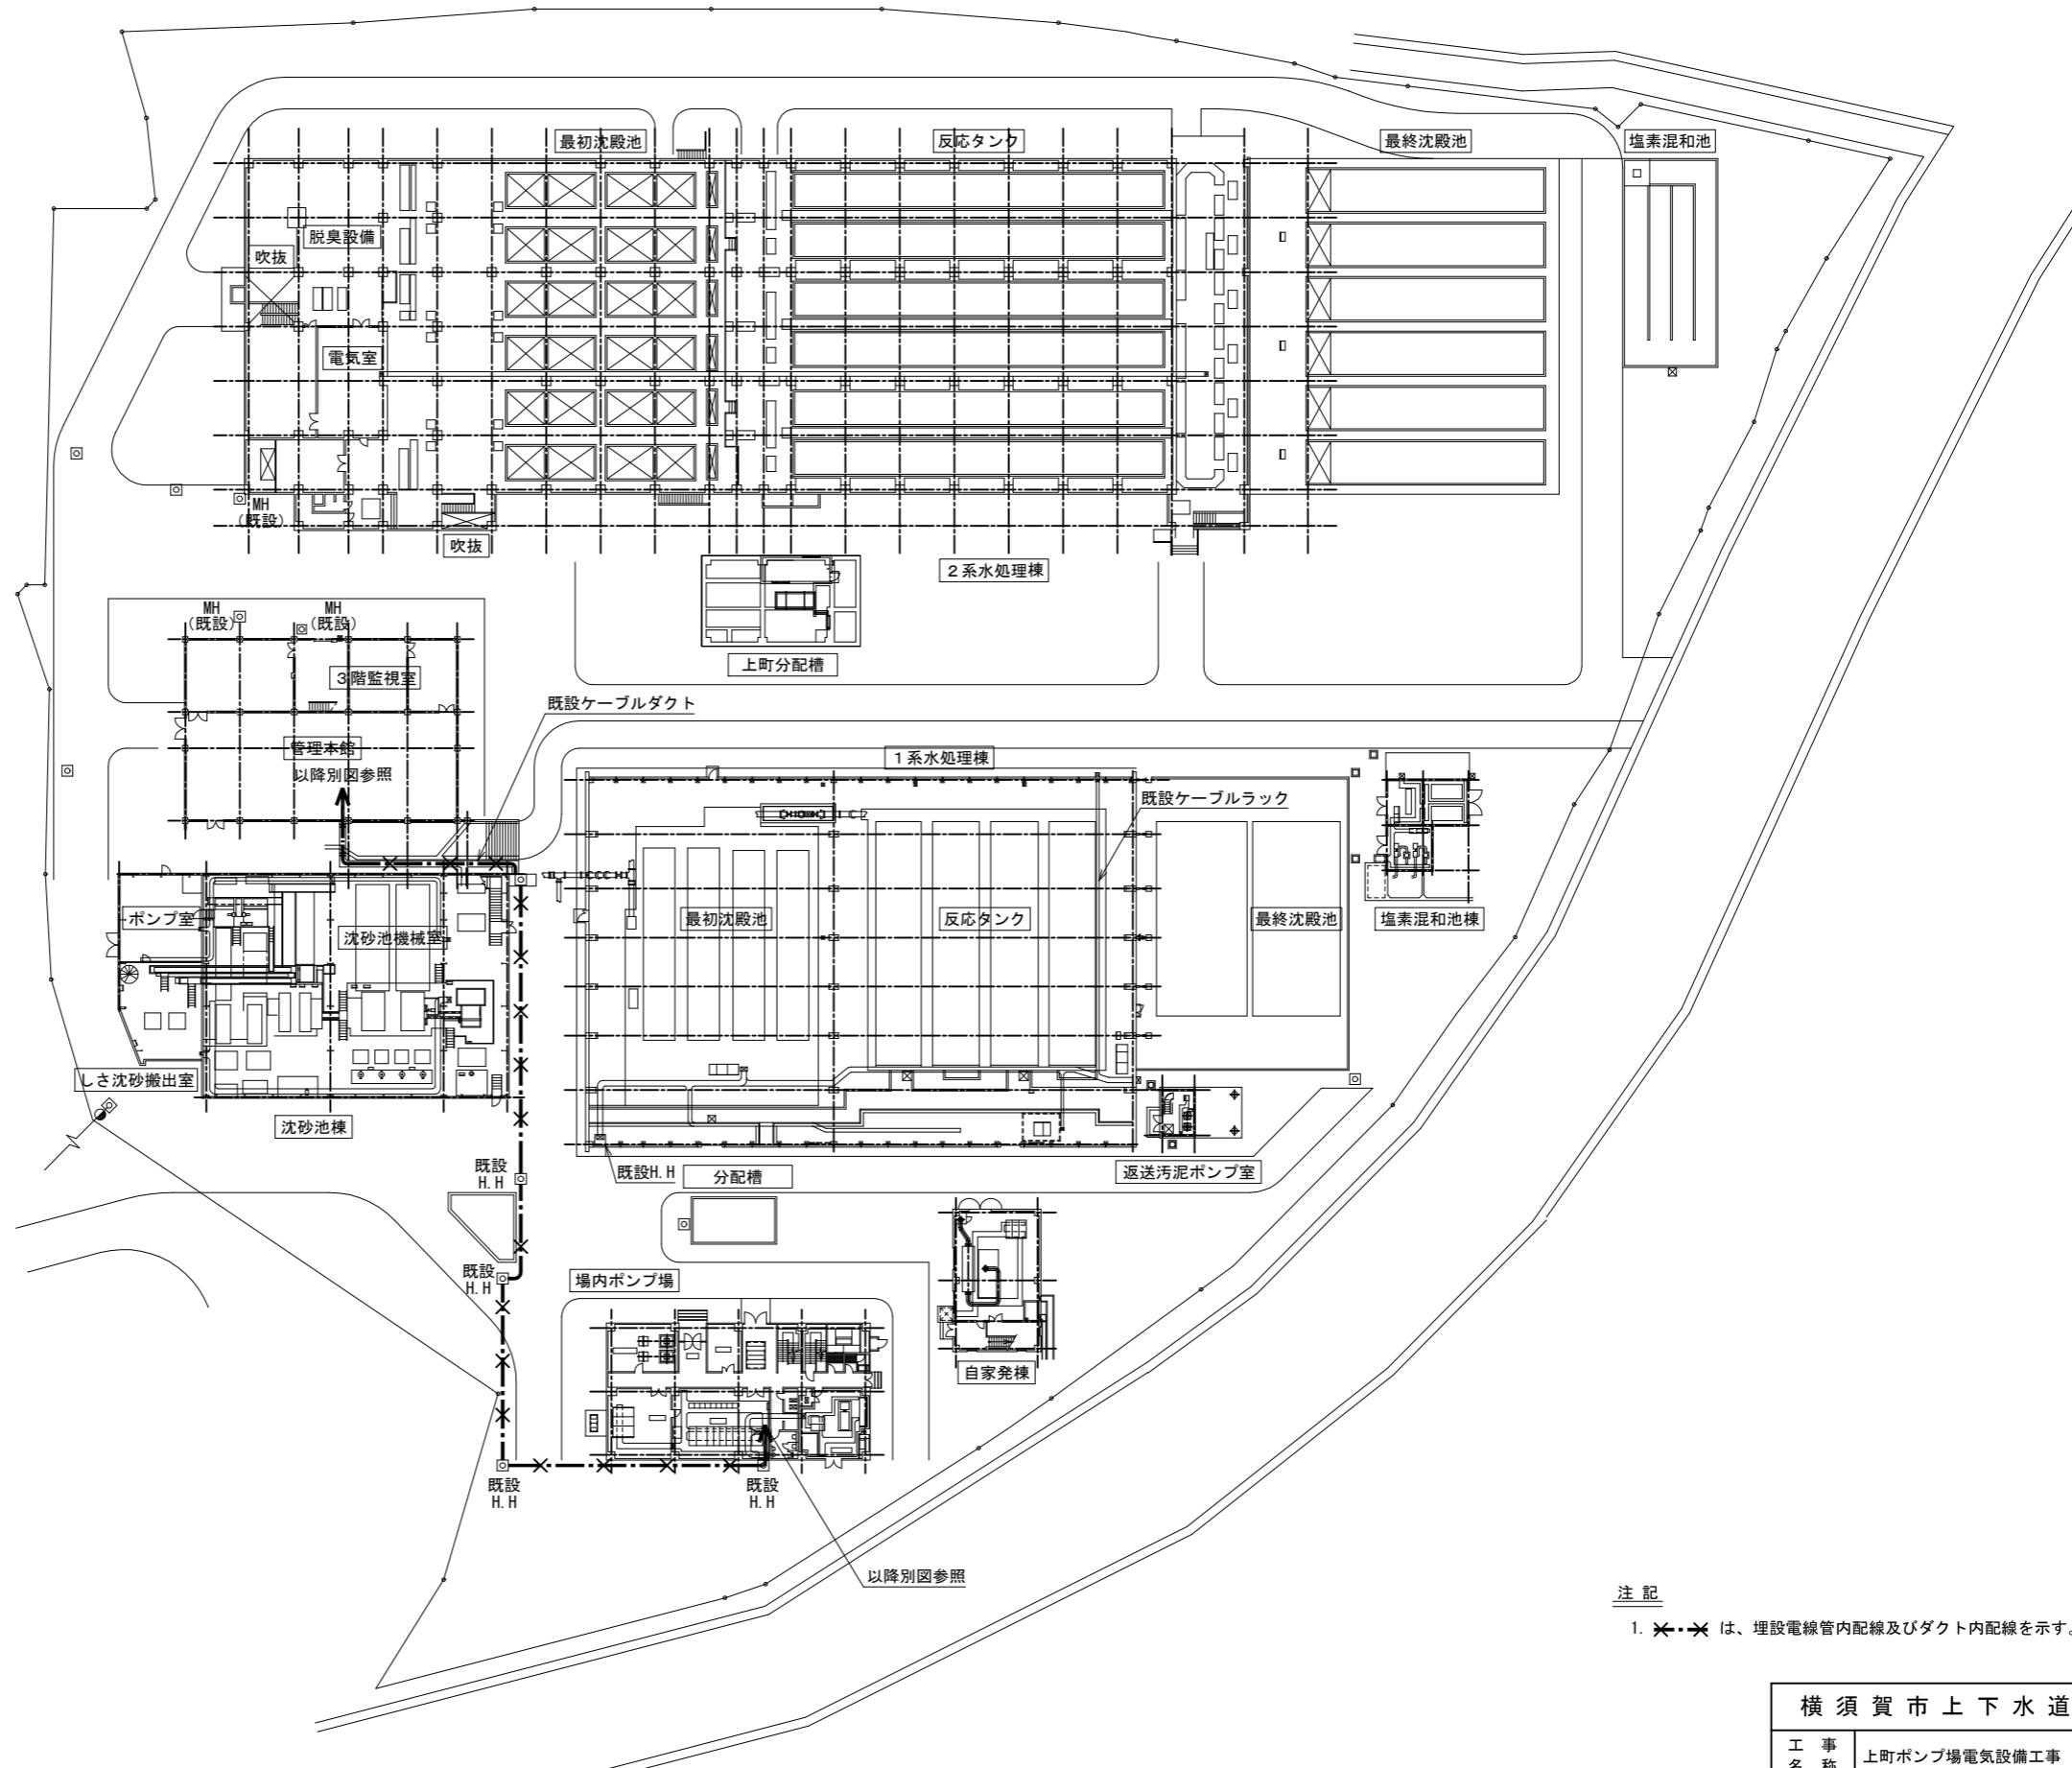 最初沈殿池
反応タンク
最終沈殿池
塩素混和池
脱臭設備
吹抜
電気室
MH
(既設)
吹抜
2系水処理棟
上町分配槽
MH
(既設)
MH
(既設)
3階監視室
既設ケーブルダクト
管理本館
以降別図参照
1系水処理棟
既設ケーブルラック
ポンプ室
沈砂池機械室
最初沈殿池
反応タンク
最終沈殿池
塩素混和池棟
しさ沈砂搬出室
沈砂池棟
既設
H.H
既設H.H
分配槽
返送汚泥ポンプ室
既設
H.H
場内ポンプ場
自家発棟
既設
H.H
既設
H.H
以降別図参照
注記
1. は、埋設電線管内配線及びダクト内配線を示す。
横須賀市上下水道
工事
名称
上町ポンプ場電気設備工事